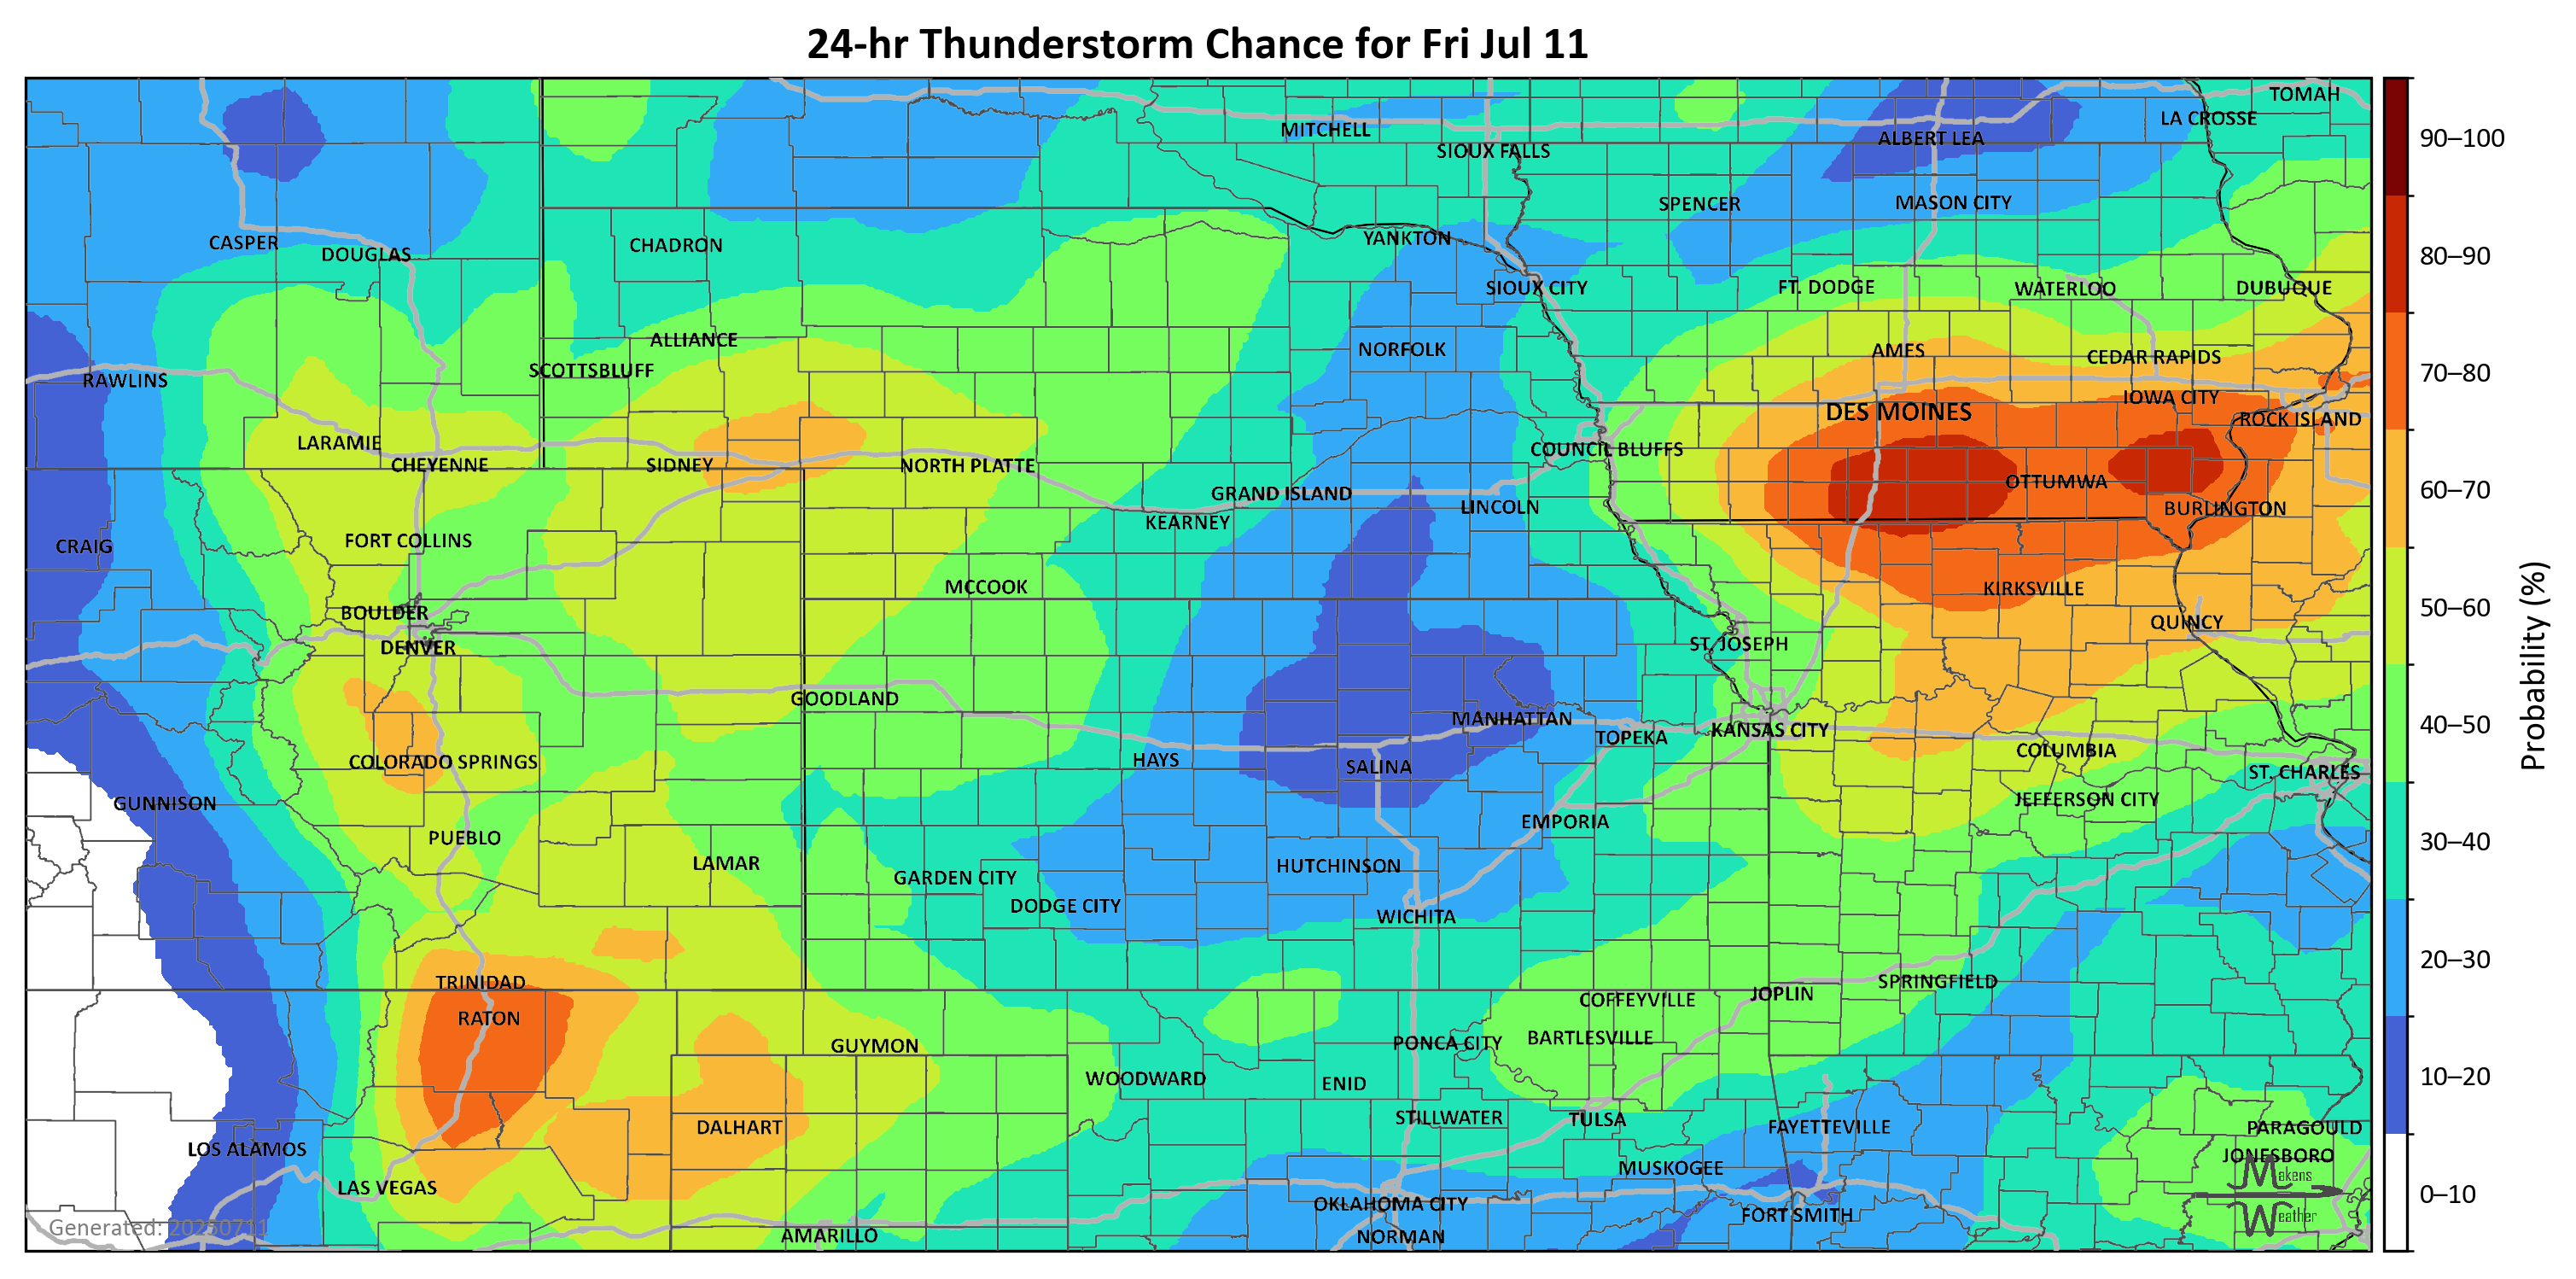 24-hr Thunderstorm Chance for Fri Jul 11
TOMAH
LA CROSSE
MITCHELL
ALBERT LEA
SIOUX FALLS
SPENCER
MASON CITY
CASPER
DOUGLAS
CHADRON
YANKTON
SIOUX CITY
FT. DODGE
WATERLOO
DUBUQUE
ALLIANCE
NORFOLK
AMES
CEDAR RAPIDS
RAWLINS
SCOTTSBLUFF
IOWA CITY
DES MOINES
ROCK ISLAND
LARAMIE
COUNCIL BLUFFS
CHEYENNE
SIDNEY
NORTH PLATTE
OTTUMWA
GRAND ISLAND
LINCOLN
BURLINGTON
KEARNEY
CRAIG
FORT COLLINS
MCCOOK
KIRKSVILLE
BOULDER
QUINCY
DENVER
ST. JOSEPH
GOODLAND
MANHATTAN
KANSAS CITY
TOPEKA
COLUMBIA
COLORADO SPRINGS
HAYS
SALINA
ST. CHARLES
GUNNISON
JEFFERSON CITY
EMPORIA
PUEBLO
LAMAR
HUTCHINSON
GARDEN CITY
DODGE CITY
WICHITA
TRINIDAD
SPRINGFIELD
JOPLIN
COFFEYVILLE
RATON
BARTLESVILLE
PONCA CITY
GUYMON
WOODWARD
ENID
STILLWATER
TULSA
DALHART
FAYETTEVILLE
PARAGOULD
LOS ALAMOS
JONESBORO
MUSKOGEE
LAS VEGAS
OKLAHOMA CITY
FORT SMITH
AMARILLO
NORMAN
Generated: 20250711
Makens
Weather
90–100
80–90
70–80
60–70
50–60
40–50
30–40
20–30
10–20
0–10
Probability (%)